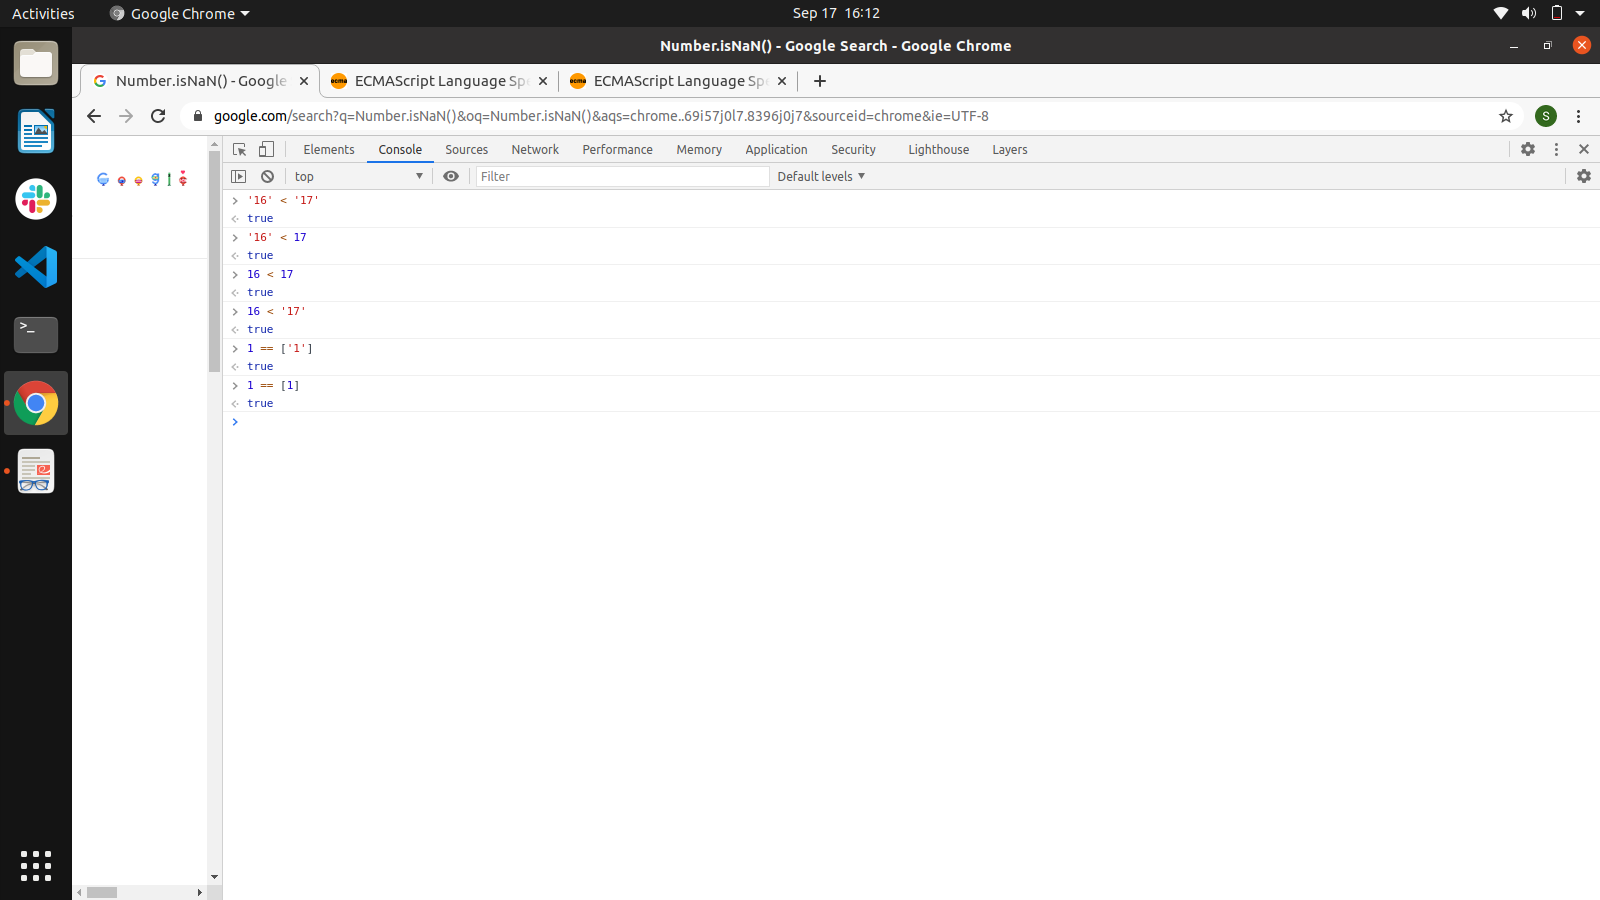 Activities
Google Chrome
Sep 17 16:12
Number.isNaN() - Google Search - Google Chrome
Number.isNaN() - Google
ECMAScript Language Spe
ECMAScript Language Spe
google.com/search?q=Number.isNaN()&oq=Number.isNaN()&aqs=chrome..69i57j0l7.8396j0j7&sourceid=chrome&ie=UTF-8
S
Elements Console Sources Network Performance Memory Application Security Lighthouse Layers
top
Filter
Default levels
Google
> '16' < '17'
true
> '16' < 17
true
> 16 < 17
true
> 16 < '17'
true
> 1 == ['1']
true
> 1 == [1]
true
>
>_